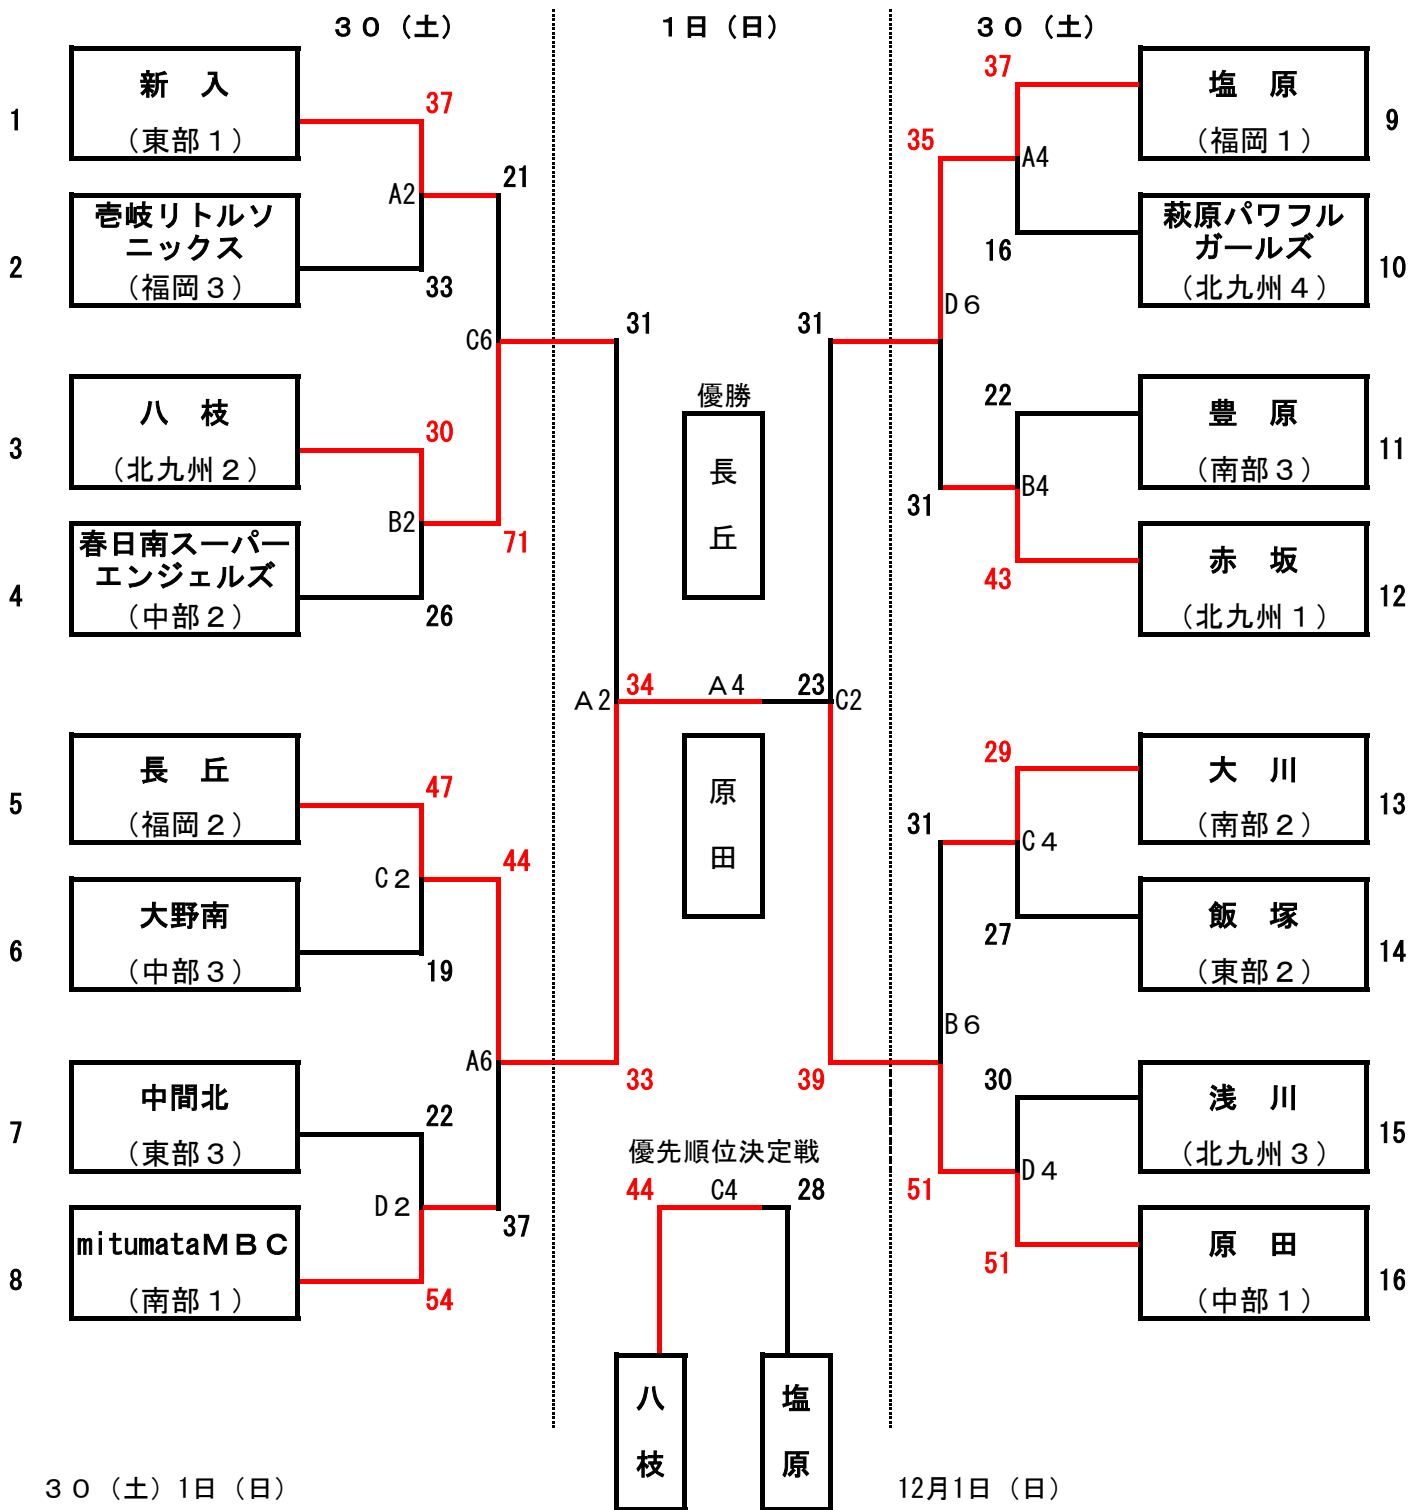 ３０（土）
１日（日）
３０（土）
1
新　入
（東部１）
2
壱岐リトルソ
ニックス
（福岡３）
3
八　枝
（北九州２）
4
春日南スーパー
エンジェルズ
（中部２）
5
長　丘
（福岡２）
6
大野南
（中部３）
7
中間北
（東部３）
8
mitumataＭＢＣ
（南部１）
37
A2
33
21
C6
30
B2
71
26
47
C２
44
19
A6
22
D２
37
54
31
31
優勝
長
丘
Ａ２
34
Ａ４
23
C2
原
田
33
39
優先順位決定戦
44
C4
28
八
枝
塩
原
37
35
A4
16
D６
22
B4
31
43
29
31
C４
27
B６
30
D４
51
51
塩　原
（福岡１）
9
萩原パワフル
ガールズ
（北九州４）
10
豊　原
（南部３）
11
赤　坂
（北九州１）
12
大　川
（南部２）
13
飯　塚
（東部２）
14
浅　川
（北九州３）
15
原　田
（中部１）
16
３０（土）1日（日）
12月1日（日）